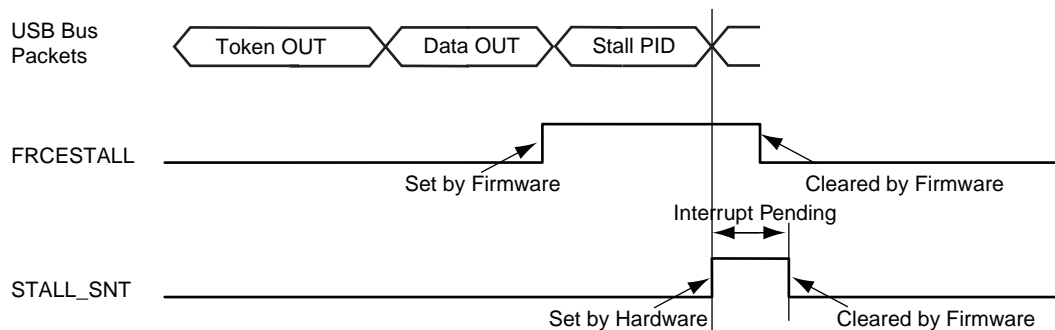 USB Bus
Packets
Token OUT
Data OUT
Stall PID
FRCESTALL
Set by Firmware
Cleared by Firmware
Interrupt Pending
STALL_SNT
Set by Hardware
Cleared by Firmware